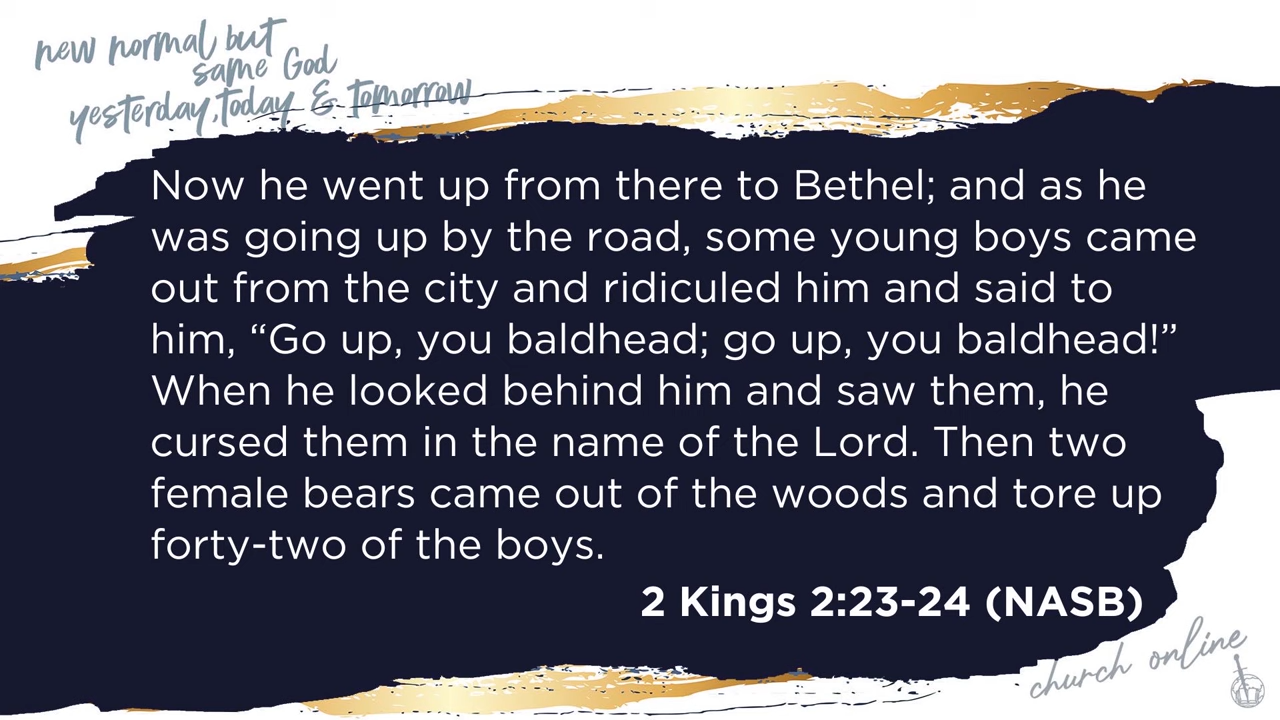 new normal but
same God
yesterday, today & tomorrow
Now he went up from there to Bethel; and as he
was going up by the road, some young boys came
out from the city and ridiculed him and said to
him, “Go up, you baldhead; go up, you baldhead!”
When he looked behind him and saw them, he
cursed them in the name of the Lord. Then two
female bears came out of the woods and tore up
forty-two of the boys.
2 Kings 2:23-24 (NASB)
church online